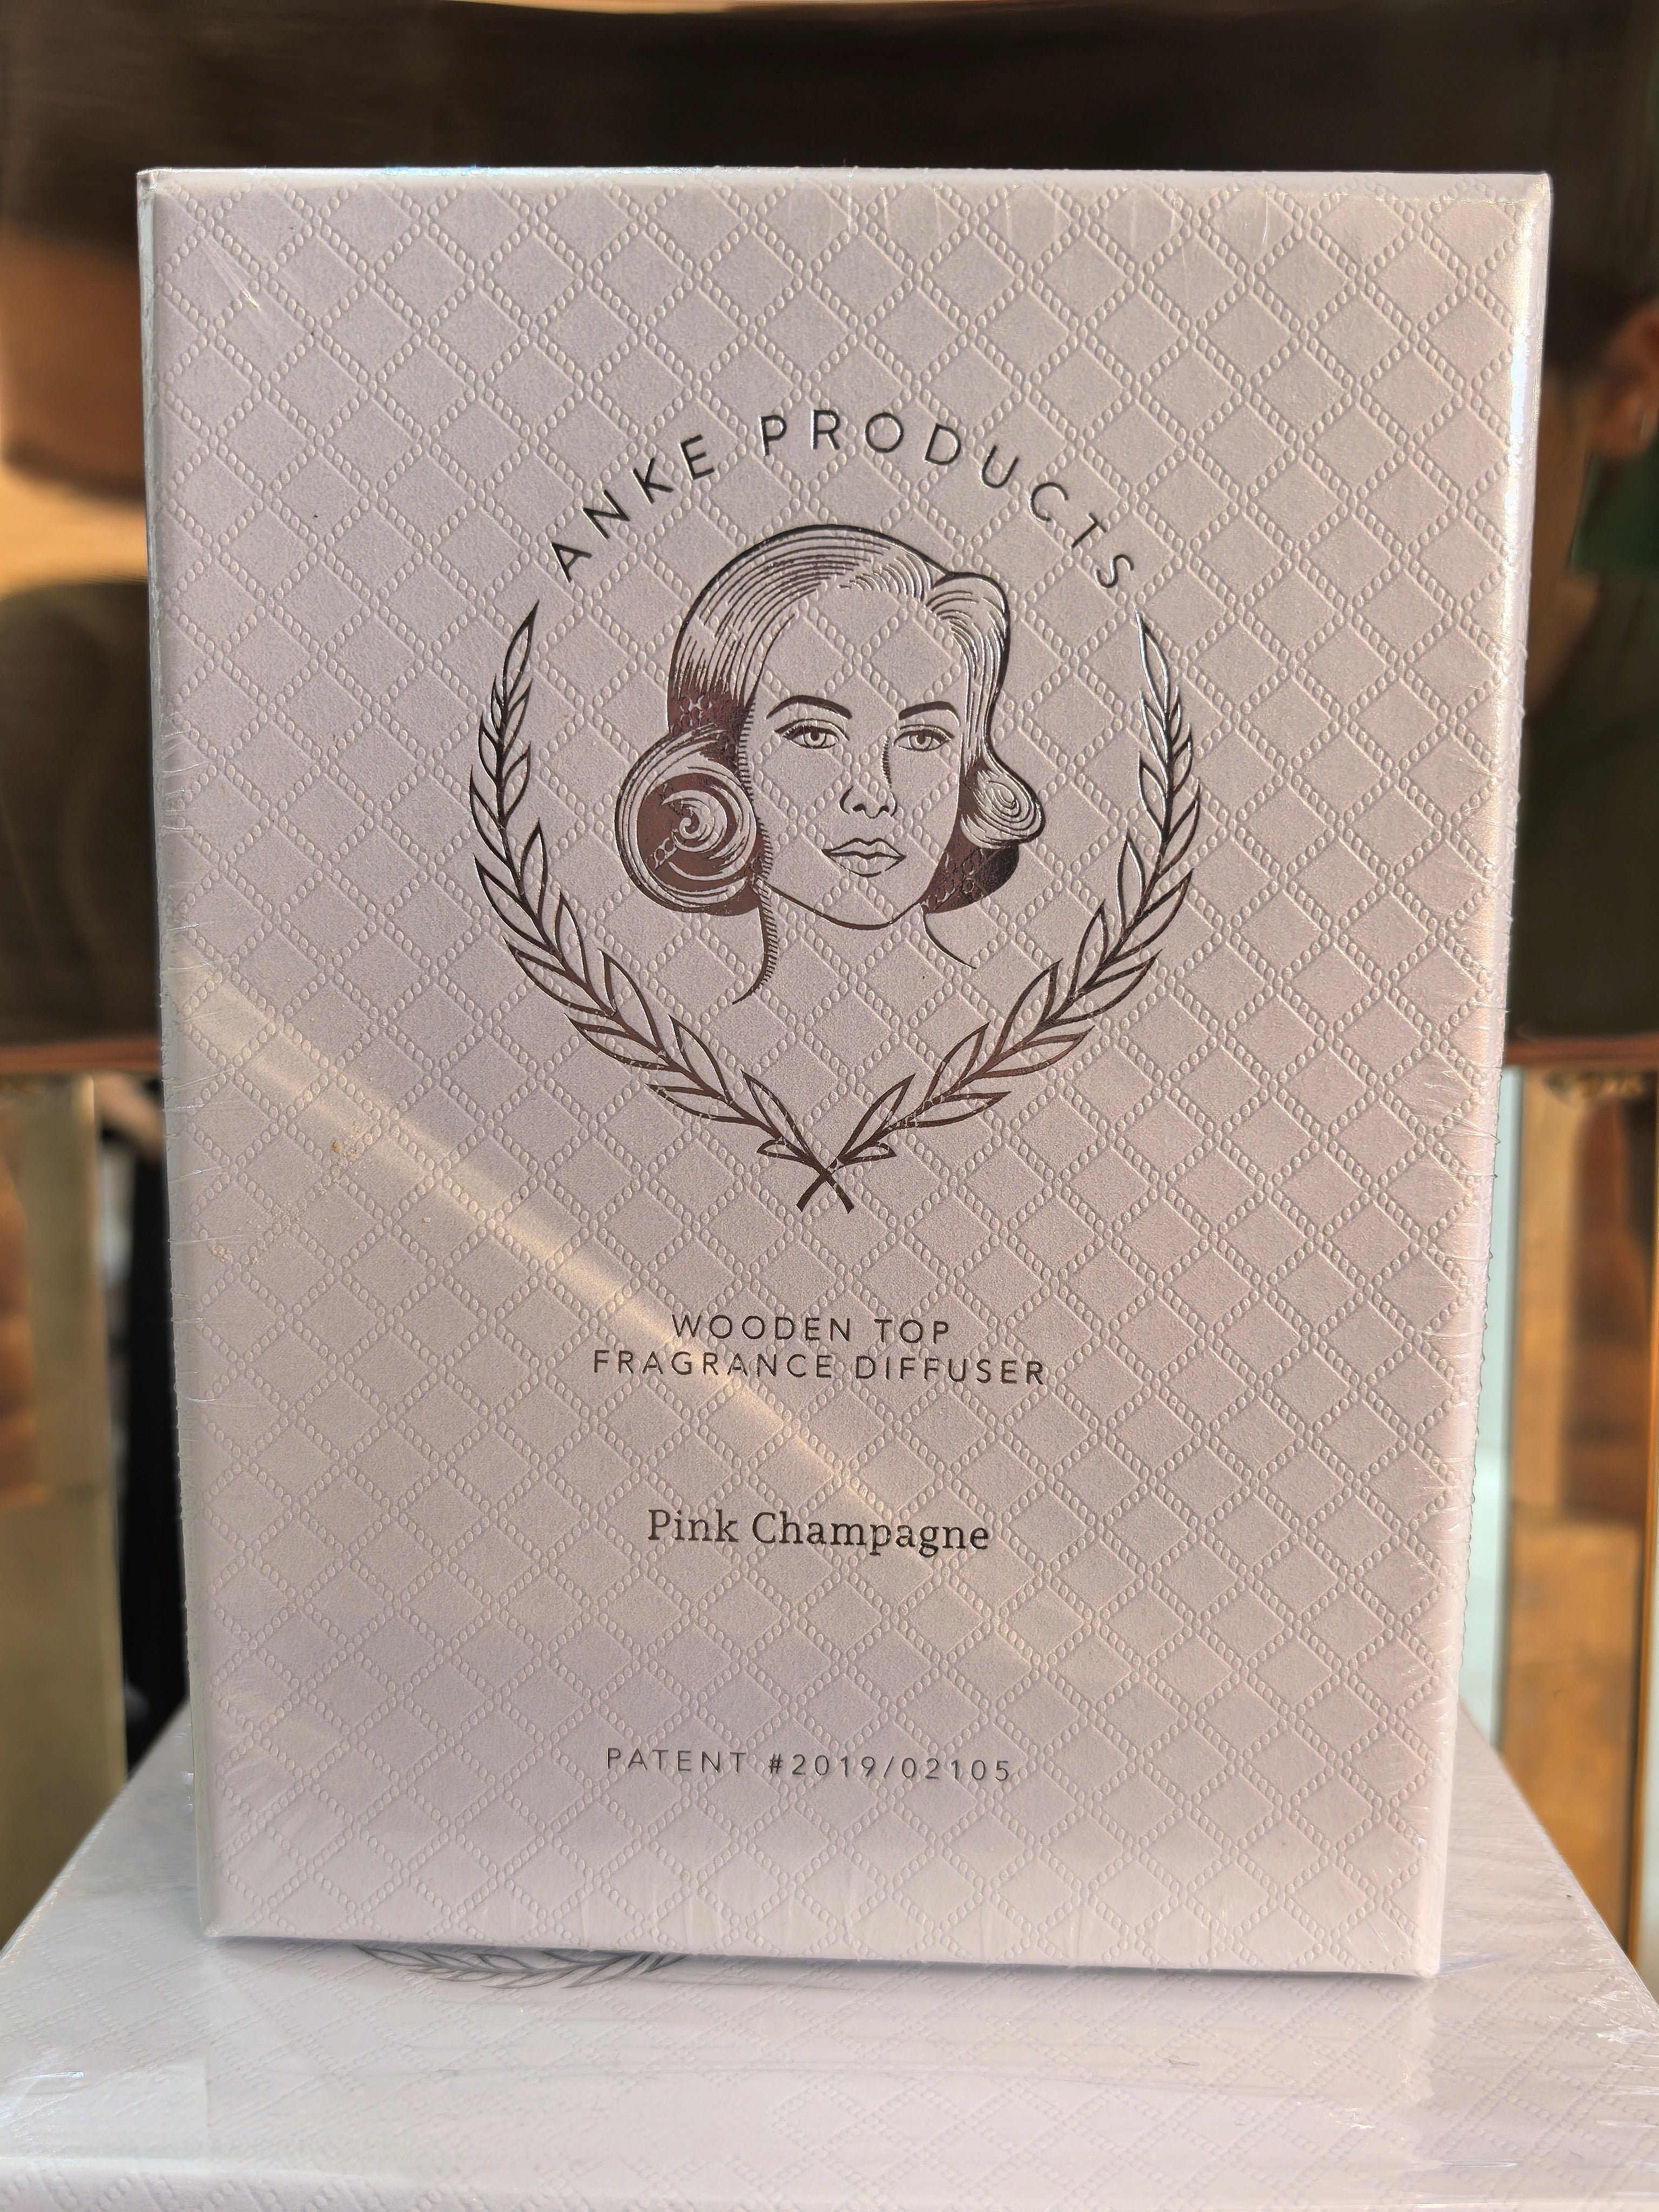 ANKE PRODUCTS
WOODEN TOP
FRAGRANCE DIFFUSER
Pink Champagne
PATENT #2019/02105